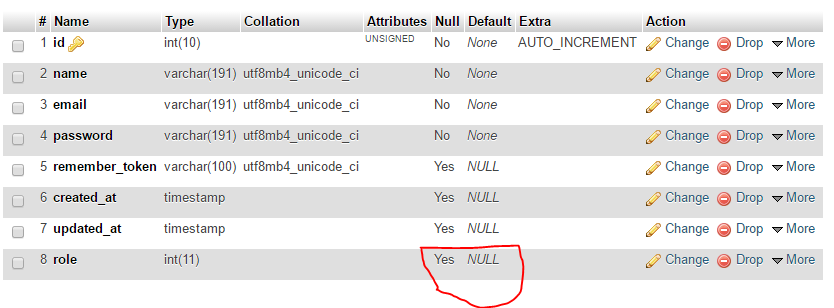 # Name Type Collation Attributes Null Default Extra Action
1 id int(10) UNSIGNED No None AUTO_INCREMENT Change Drop More
2 name varchar(191) utf8mb4_unicode_ci No None Change Drop More
3 email varchar(191) utf8mb4_unicode_ci No None Change Drop More
4 password varchar(191) utf8mb4_unicode_ci No None Change Drop More
5 remember_token varchar(100) utf8mb4_unicode_ci Yes NULL Change Drop More
6 created_at timestamp Yes NULL Change Drop More
7 updated_at timestamp Yes NULL Change Drop More
8 role int(11) Yes NULL Change Drop More